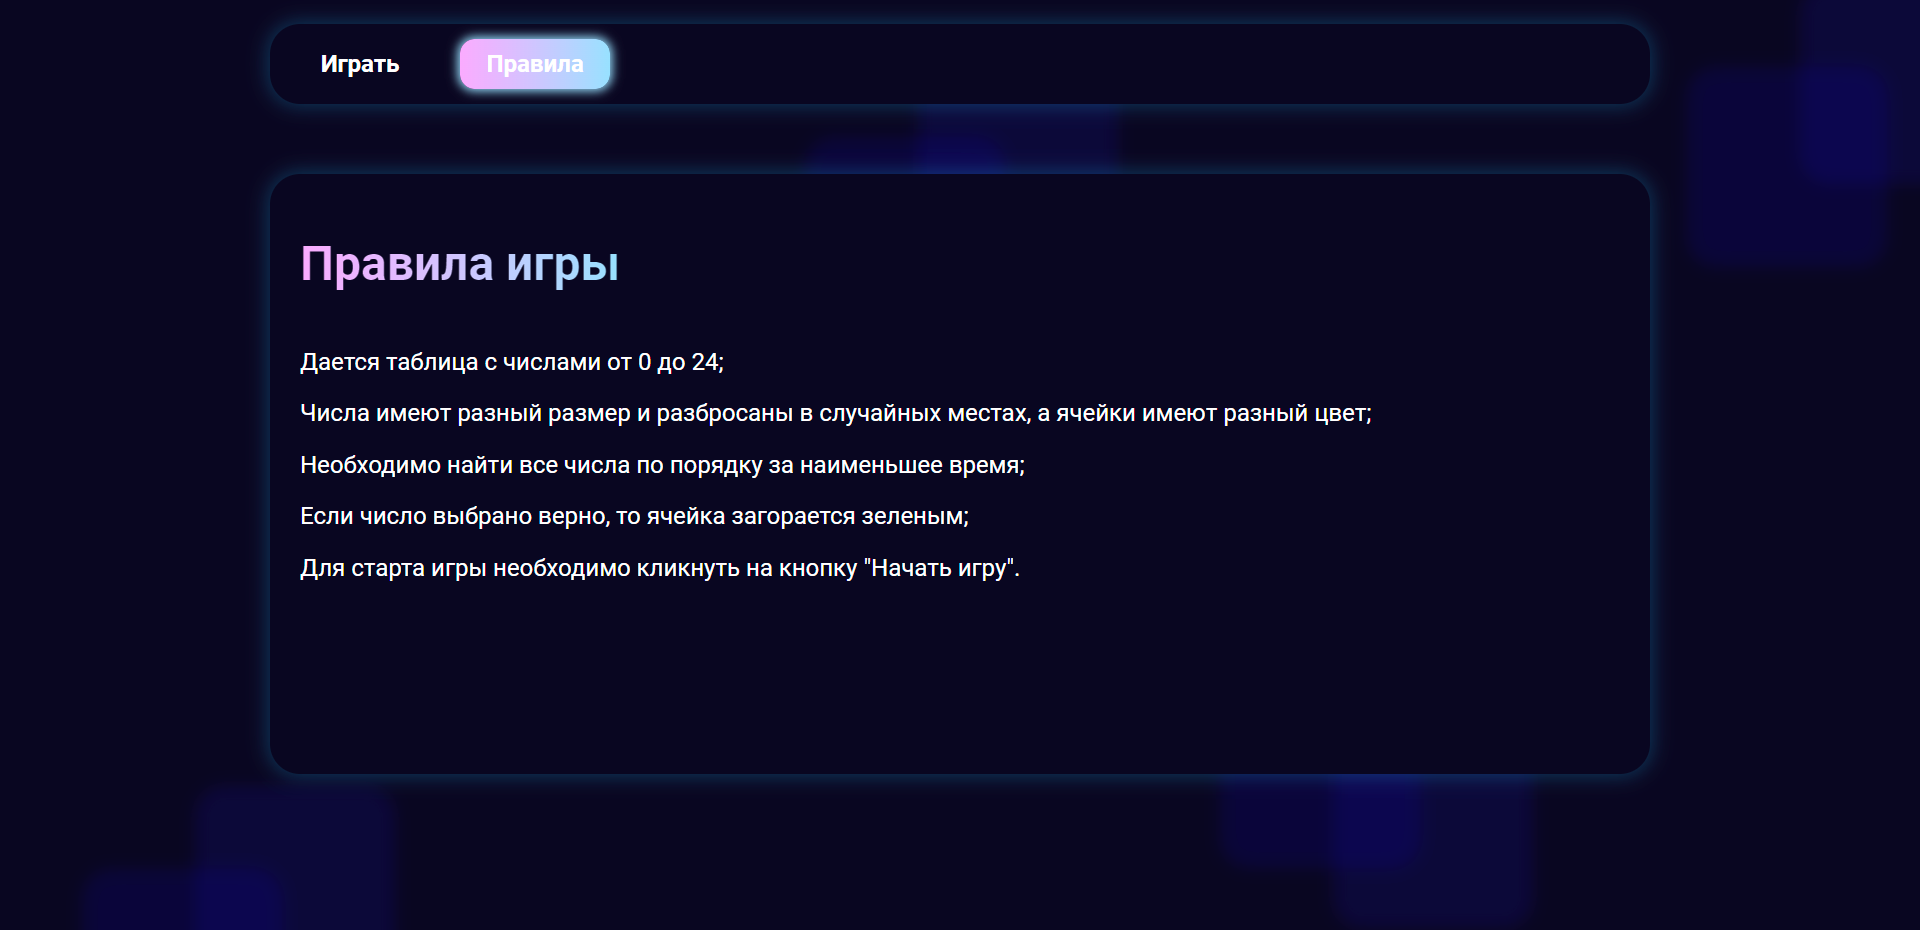 Играть
Правила
Правила игры
Дается таблица с числами от 0 до 24;
Числа имеют разный размер и разбросаны в случайных местах, а ячейки имеют разный цвет;
Необходимо найти все числа по порядку за наименьшее время;
Если число выбрано верно, то ячейка загорается зеленым;
Для старта игры необходимо кликнуть на кнопку "Начать игру".